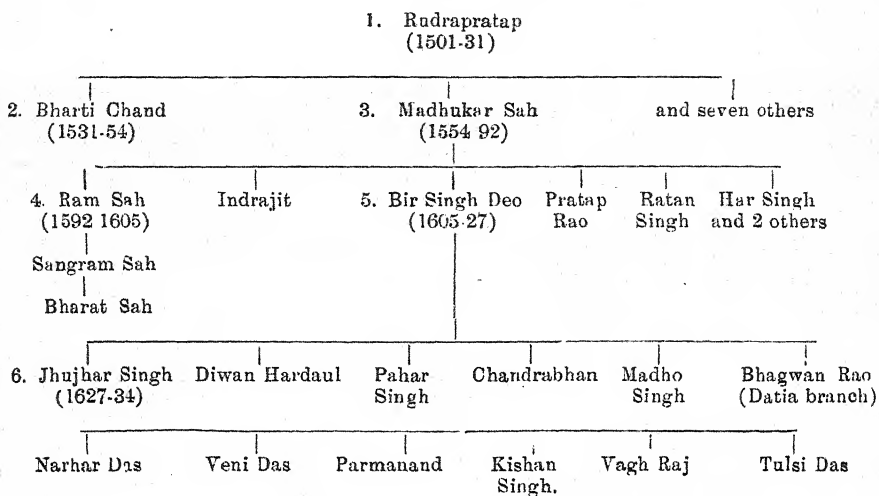 1. Rudrapratap
(1501-31)
2. Bharti Chand 3. Madhukar Sah and seven others
(1531-54) (1554 92)
4. Ram Sah Indrajit 5. Bir Singh Deo Pratap Ratan Har Singh
(1592 1605) (1605-27) Rao Singh and 2 others
Sangram Sah
Bharat Sah
6. Jhujhar Singh Diwan Hardaul Pahar Chandrabhan Madho Bhagwan Rao
(1627-34) Singh Singh (Datia branch)
Narhar Das Veni Das Parmanand Kishan Vagh Raj Tulsi Das
Singh.